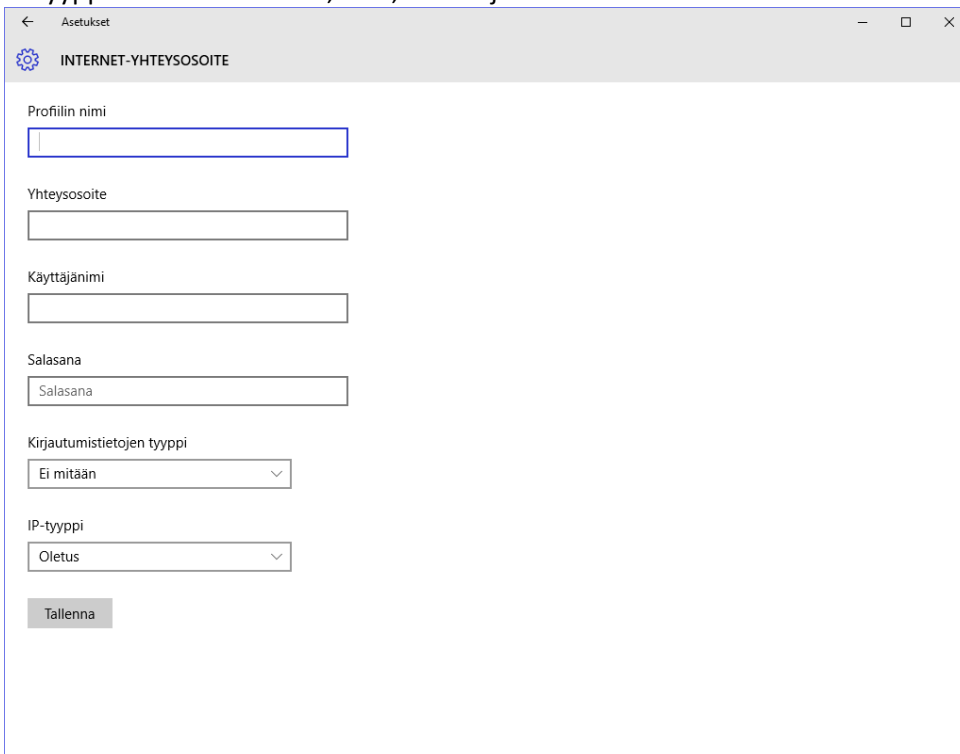 Asetukset
INTERNET-YHTEYSOSOITE
Profiilin nimi
Yhteysosoite
Käyttäjänimi
Salasana
Salasana
Kirjautumistietojen tyyppi
Ei mitään
IP-tyyppi
Oletus
Tallenna